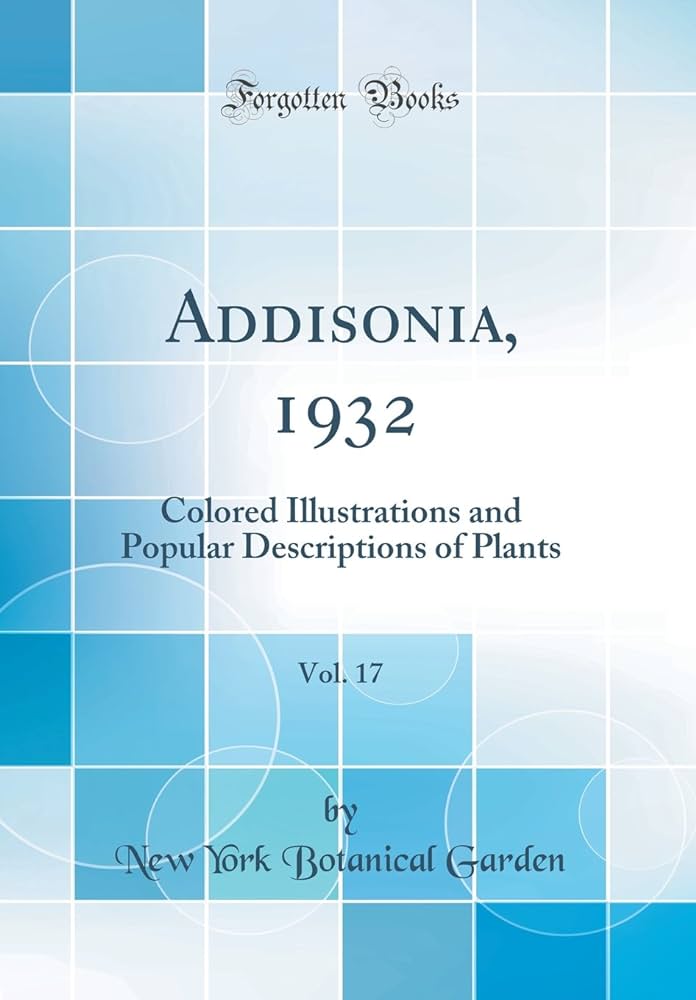 Forgotten Books
Addisonia,
1932
Colored Illustrations and
Popular Descriptions of Plants
Vol. 17
by
New York Botanical Garden